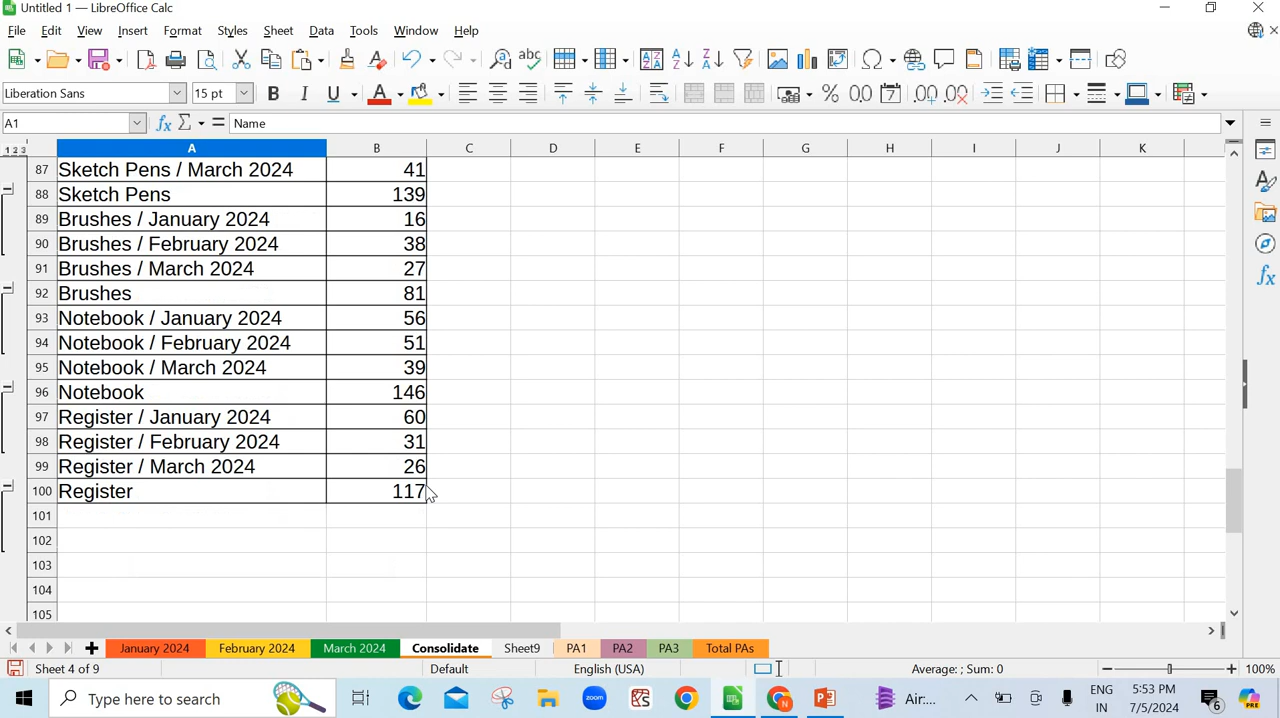 Untitled 1 — LibreOffice Calc
File Edit View Insert Format Styles Sheet Data Tools Window Help
Liberation Sans 15 pt
A1 Name
A B C D E F G H I J K
87 Sketch Pens / March 2024 41
88 Sketch Pens 139
89 Brushes / January 2024 16
90 Brushes / February 2024 38
91 Brushes / March 2024 27
92 Brushes 81
93 Notebook / January 2024 56
94 Notebook / February 2024 51
95 Notebook / March 2024 39
96 Notebook 146
97 Register / January 2024 60
98 Register / February 2024 31
99 Register / March 2024 26
100 Register 117
101
102
103
104
105
January 2024 February 2024 March 2024 Consolidate Sheet9 PA1 PA2 PA3 Total PAs
Sheet 4 of 9 Default English (USA) Average: ; Sum: 0 100%
Type here to search Air... ENG IN 5:53 PM 7/5/2024 6 PRE